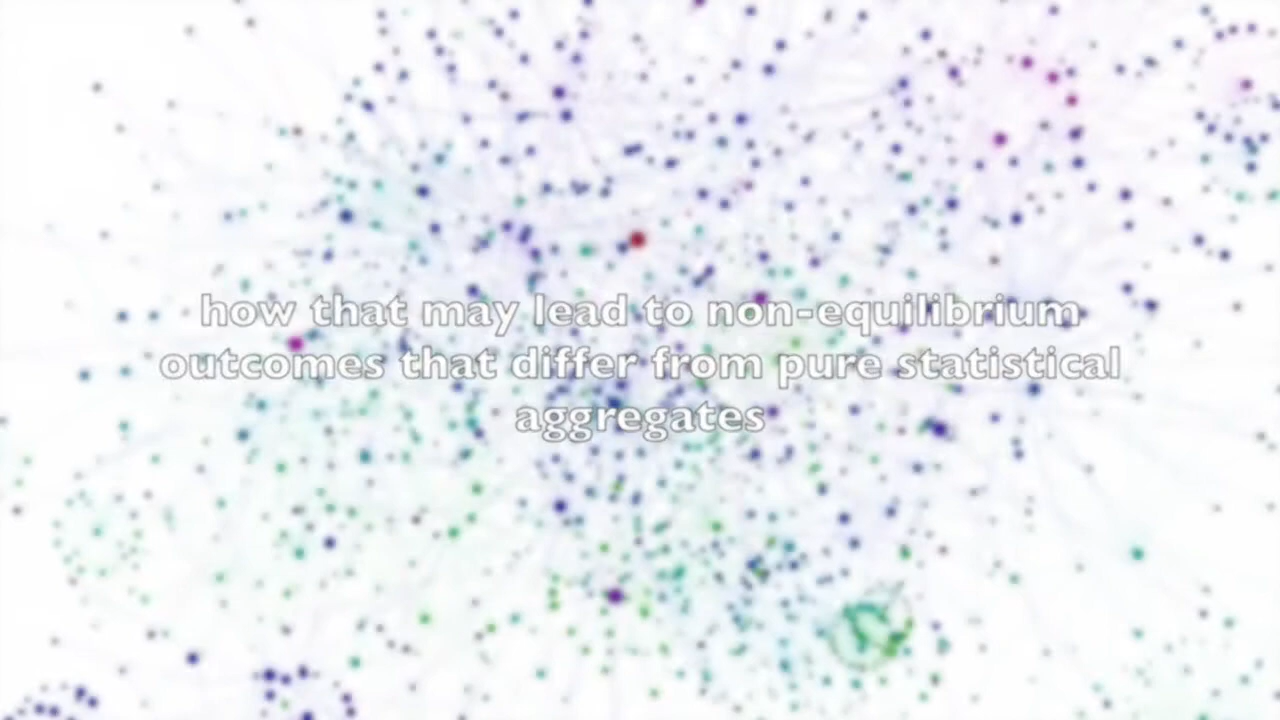 how that may lead to non-equilibrium
outcomes that differ from pure statistical
aggregates